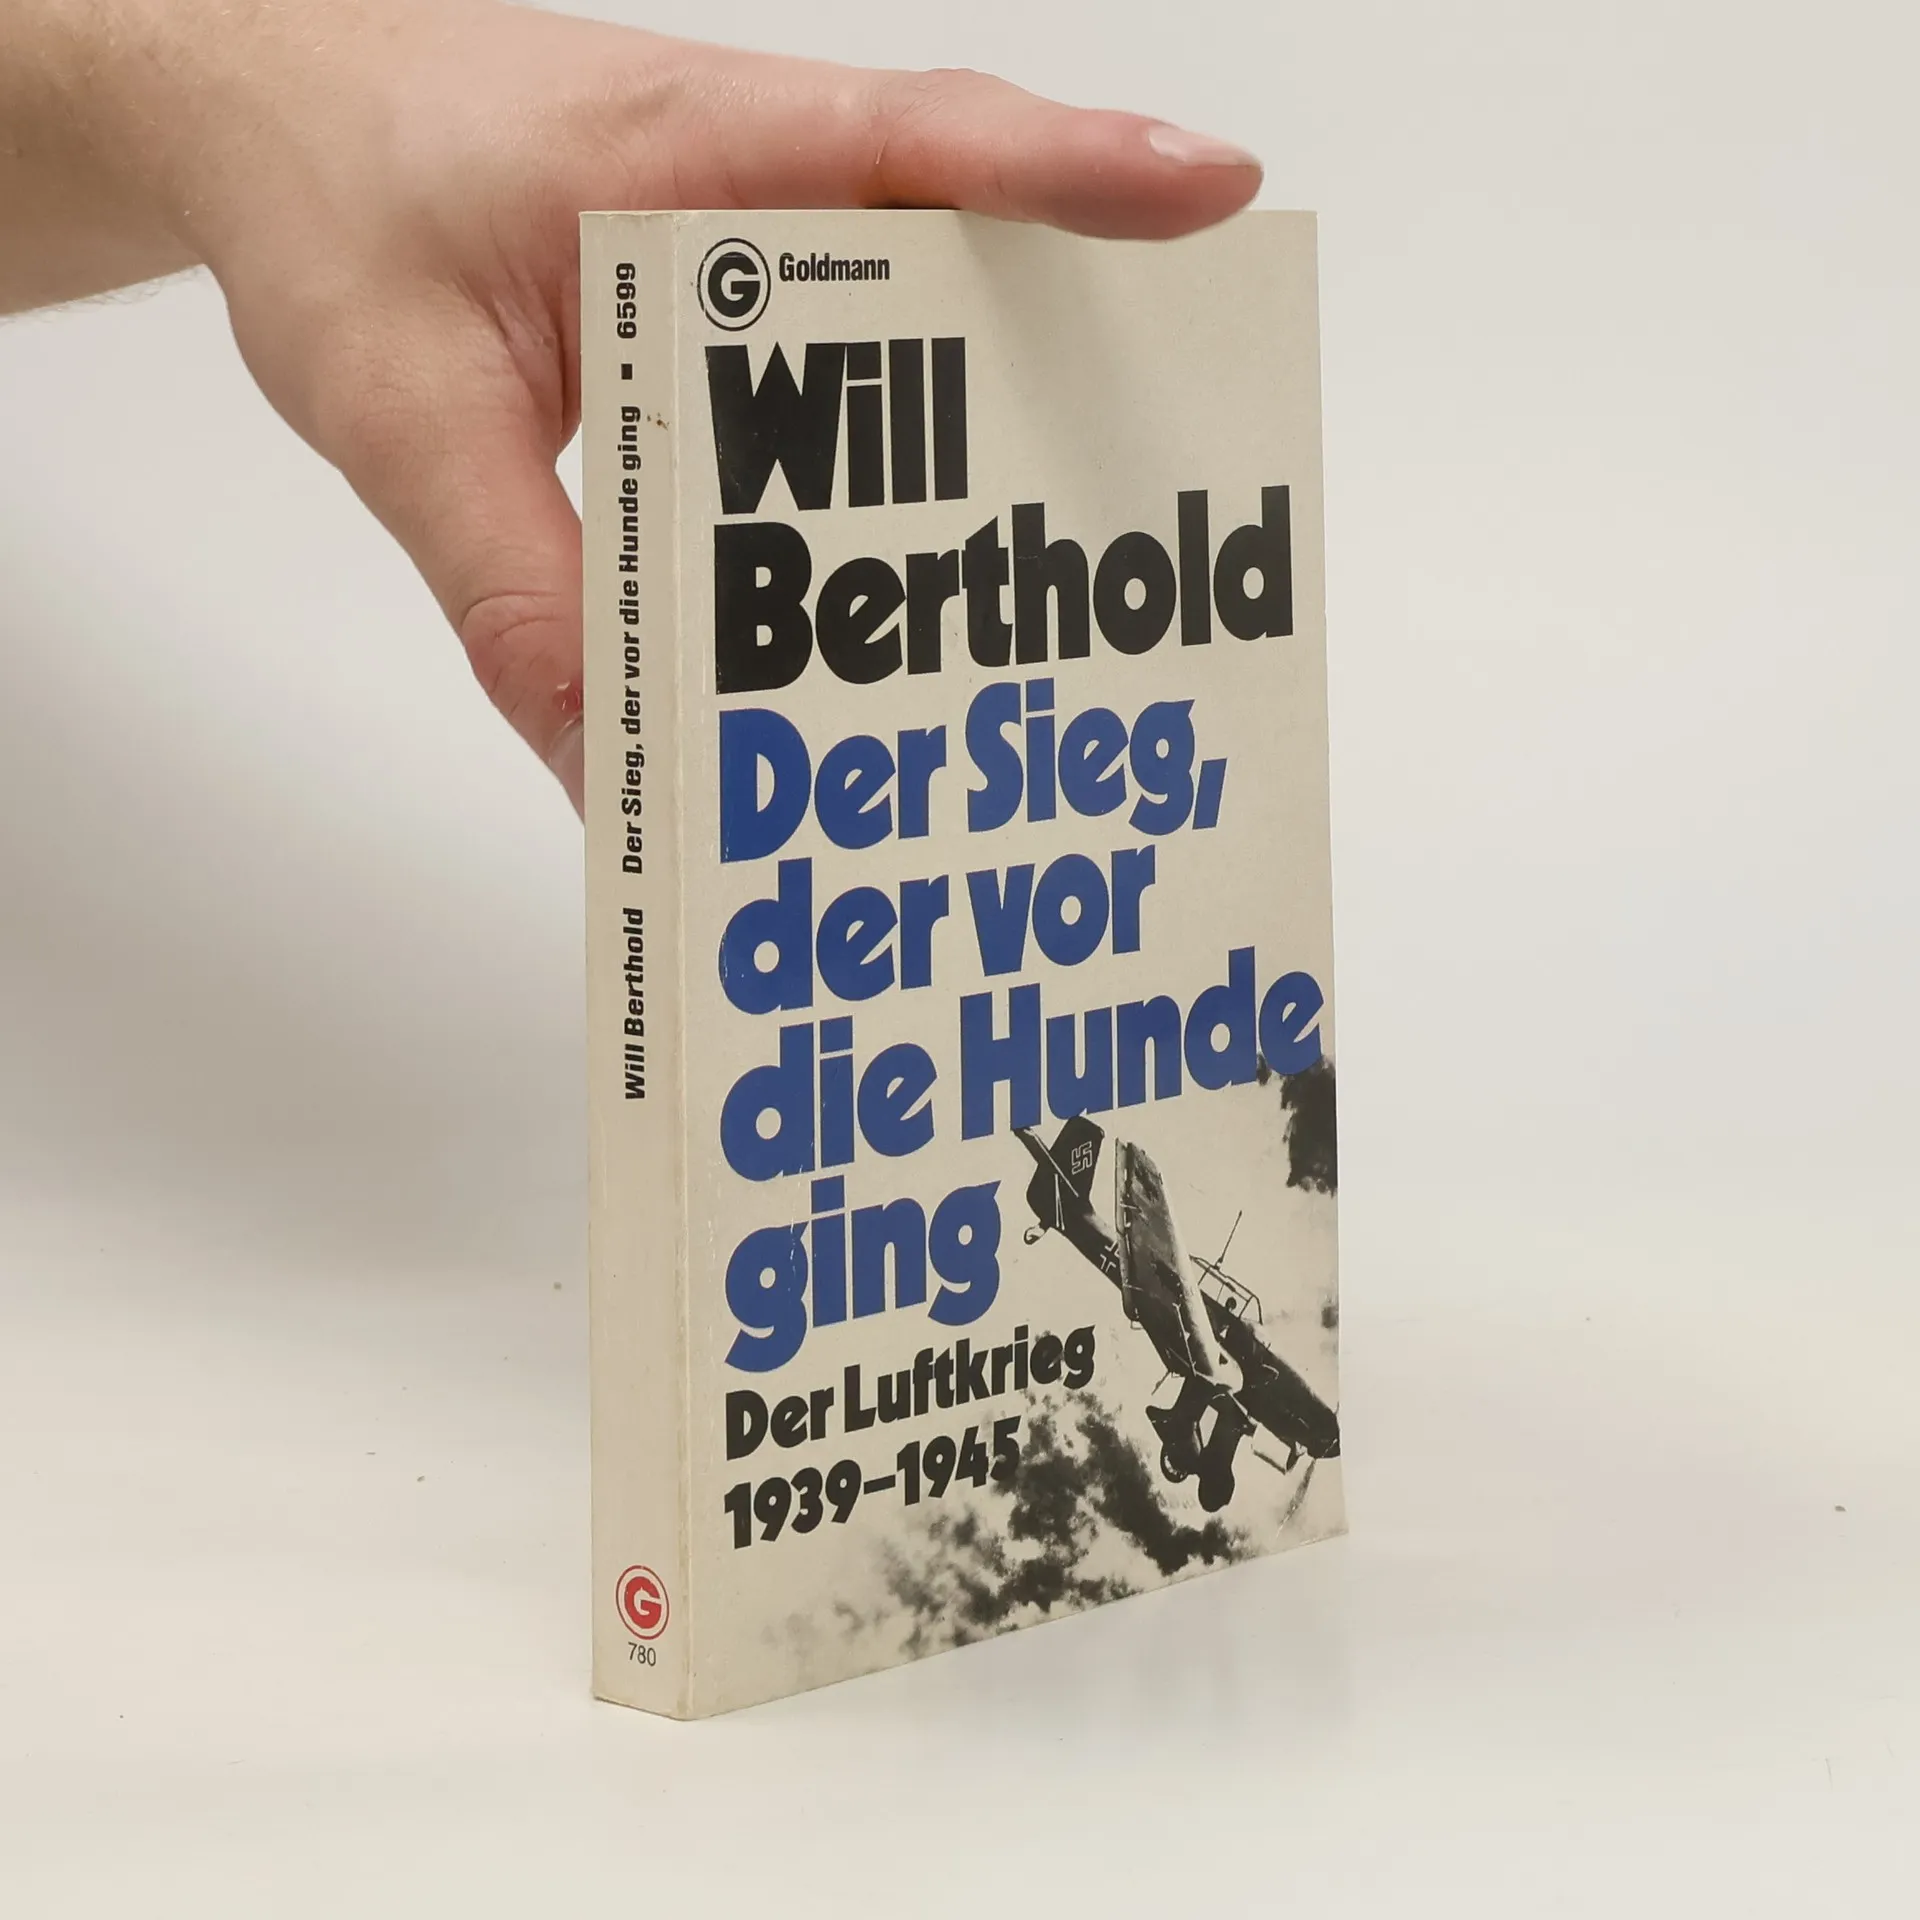 Goldmann
Will
Berthold
Der Sieg,
der vor
die Hunde
ging
Der Luftkrieg
1939–1945
Will Berthold Der Sieg, der vor die Hunde ging ▪ 6599
G
780